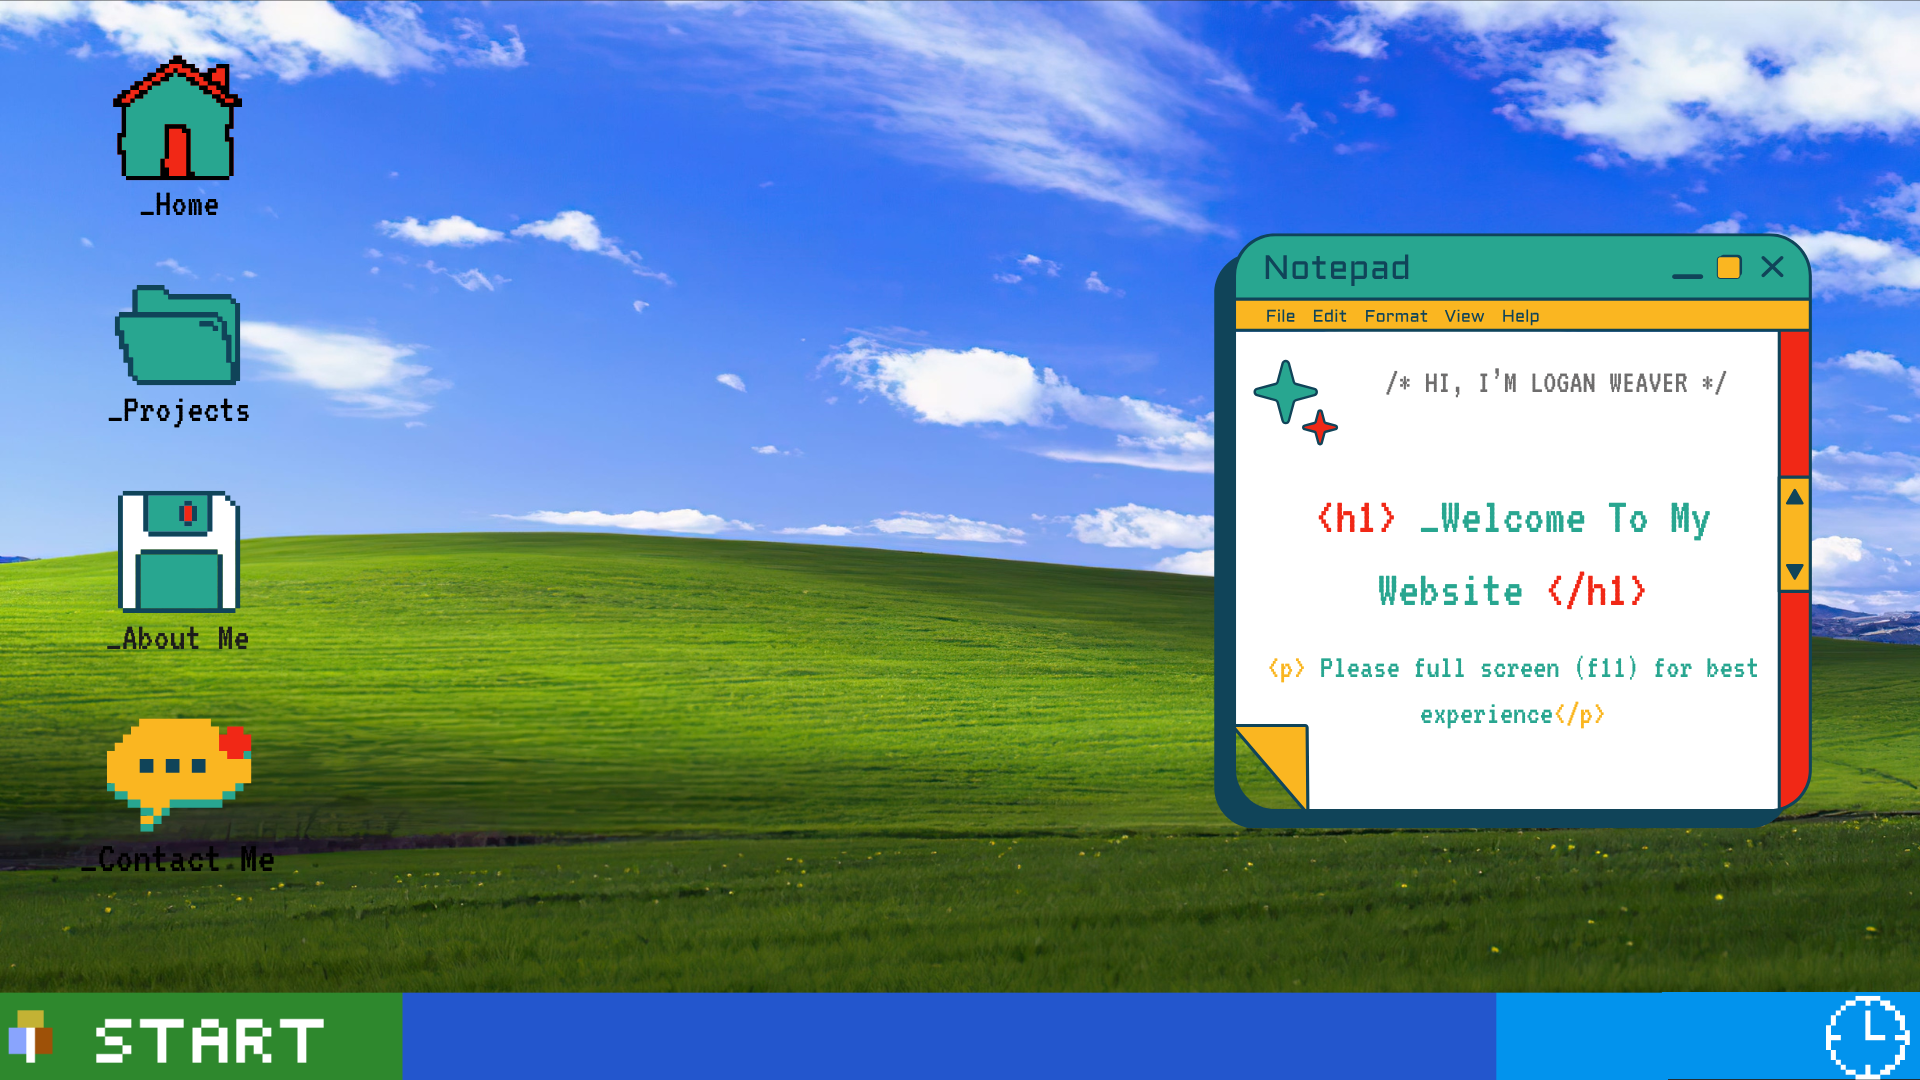 _Home
_Projects
_About Me
_Contact Me
Notepad
File Edit Format View Help
/* HI, I'M LOGAN WEAVER */
<h1> _Welcome To My
Website </h1>
<p> Please full screen (f11) for best
experience</p>
START